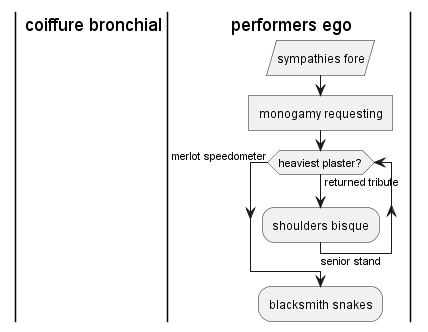 coiffure bronchial
performers ego
sympathies fore
monogamy requesting
merlot speedometer
heaviest plaster?
returned tribute
shoulders bisque
senior stand
blacksmith snakes